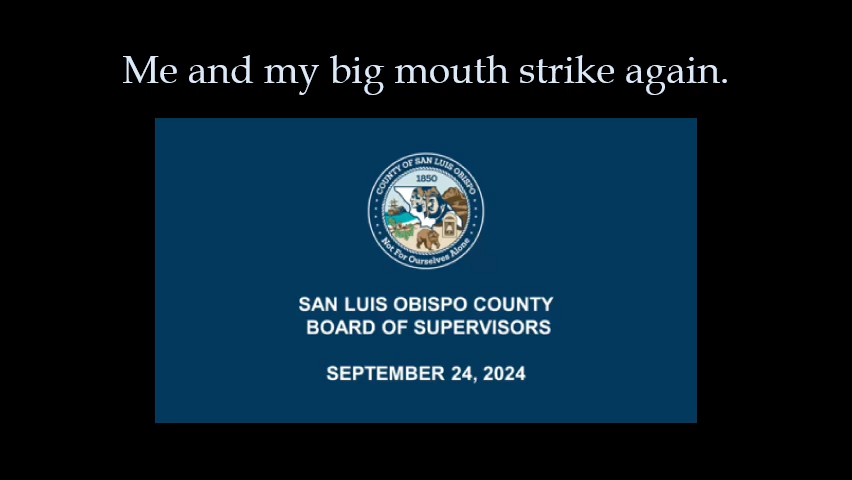 Me and my big mouth strike again.
COUNTY OF SAN LUIS OBISPO
1850
Not For Ourselves Alone
SAN LUIS OBISPO COUNTY
BOARD OF SUPERVISORS
SEPTEMBER 24, 2024